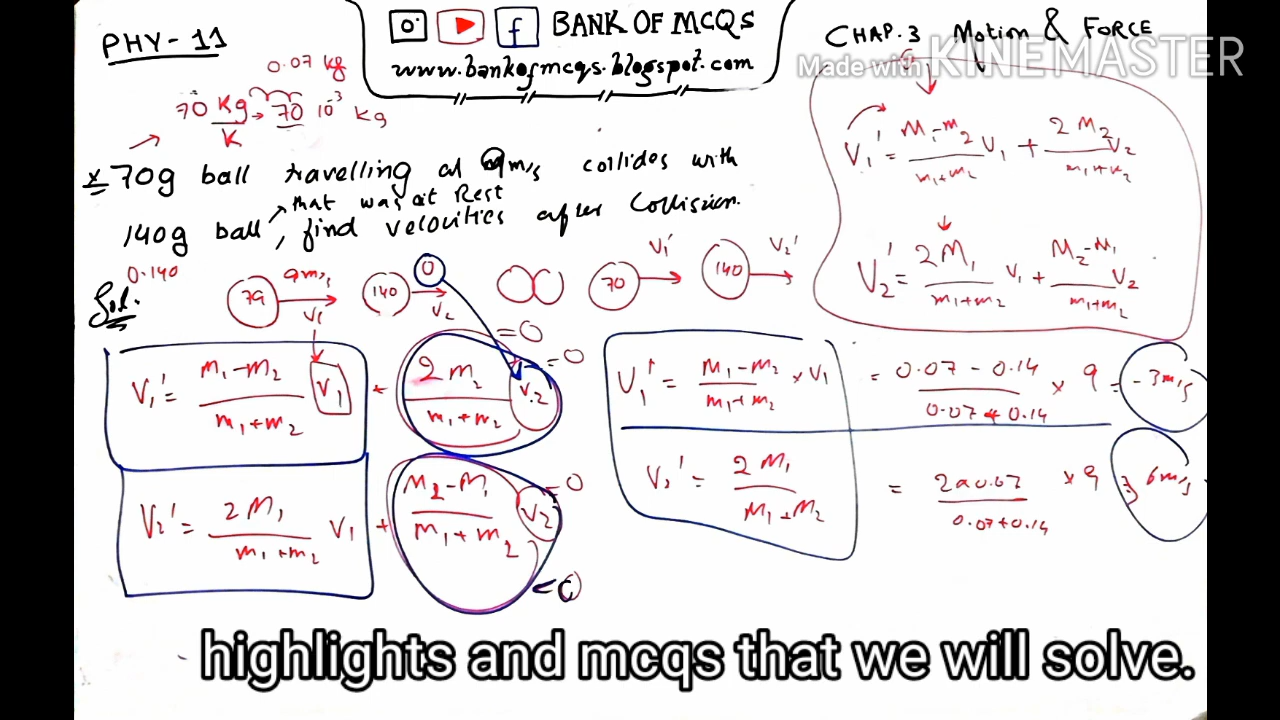 PHY-11
BANK OF MCQS
www.bankofmcqs.blogspot.com
CHAP.3 Motion & FORCE
Made with KINEMASTER
0.07 kg
70 Kg → 70 10⁻³ kg
K
V₁' = M₁-m₂/m₁+m₂ V₁ + 2M₂/m₁+m₂ V₂
V₂' = 2M₁/m₁+m₂ V₁ + M₂-M₁/m₁+m₂ V₂
* 70g ball travelling at 9m/s collides with
that was at Rest
140g ball, find velocities after collision.
0.140
Sol.
79 9m/s V₁ 140 0 V₂ 70 V₁' 140 V₂'
V₁' = m₁-m₂/m₁+m₂ V₁ + 2m₂/m₁+m₂ V₂ = 0
= 0
V₁' = M₁-M₂/m₁+m₂ × V₁ = 0.07-0.14/0.07+0.14 × 9 = -3m/s
V₂' = 2M₁/m₁+m₂ V₁ + M₂-M₁/m₁+m₂ V₂ = 0
= 0
V₂' = 2M₁/M₁+M₂ = 2×0.07/0.07+0.14 × 9 = 6m/s
highlights and mcqs that we will solve.